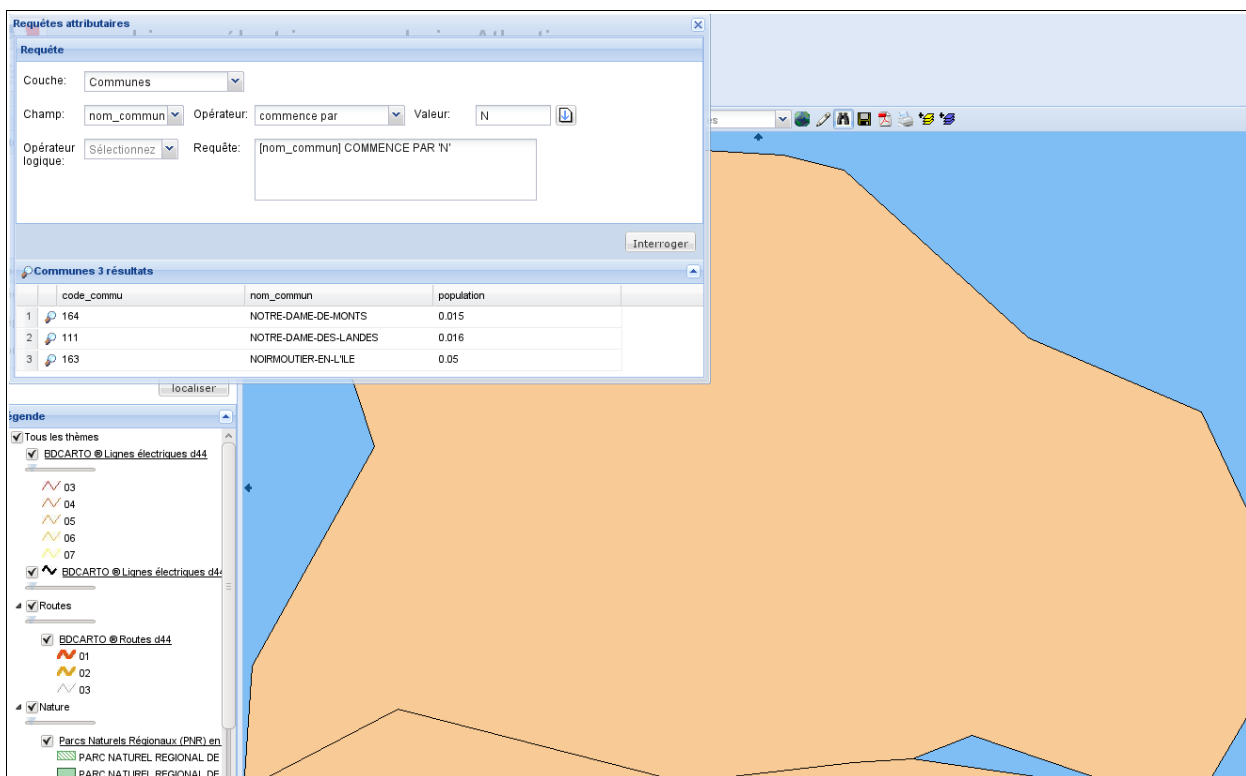 Requétes attributaires
Requéte
Couche: Communes
Champ: nom_commun Opérateur: commence par Valeur: N
Opérateur logique: Sélectionnez Requête: [nom_commun] COMMENCE PAR 'N'
Interroger
Communes 3 résultats
code_commu nom_commun population
1 164 NOTRE-DAME-DE-MONTS 0.015
2 111 NOTRE-DAME-DES-LANDES 0.016
3 163 NOIRMOUTIER-EN-L'ILE 0.05
localiser
égende
Tous les thèmes
BDCARTO ® Lignes électriques d44
03
04
05
06
07
BDCARTO ® Lignes électriques d44
Routes
BDCARTO ® Routes d44
01
02
03
Nature
Parcs Naturels Régionaux (PNR) en
PARC NATUREL REGIONAL DE
PARC NATUREL REGIONAL DE